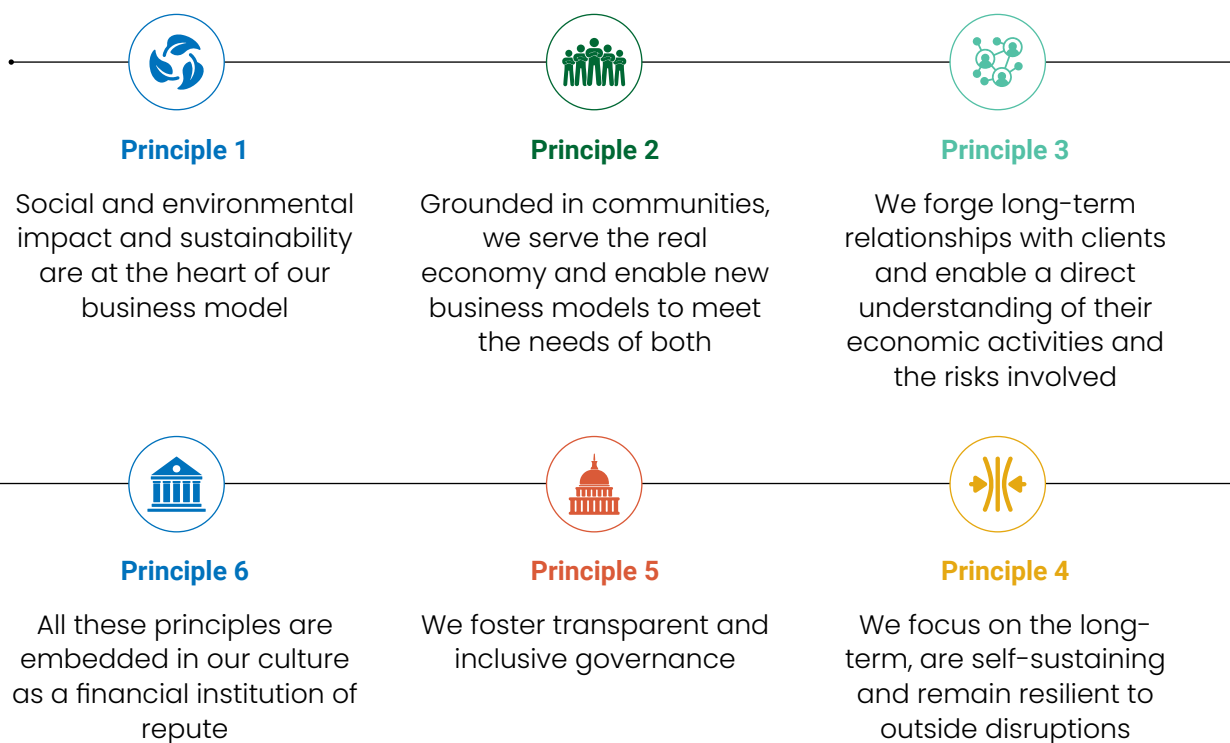 Principle 1
Social and environmental
impact and sustainability
are at the heart of our
business model
Principle 2
Grounded in communities,
we serve the real
economy and enable new
business models to meet
the needs of both
Principle 3
We forge long-term
relationships with clients
and enable a direct
understanding of their
economic activities and
the risks involved
Principle 6
All these principles are
embedded in our culture
as a financial institution of
repute
Principle 5
We foster transparent and
inclusive governance
Principle 4
We focus on the long-
term, are self-sustaining
and remain resilient to
outside disruptions